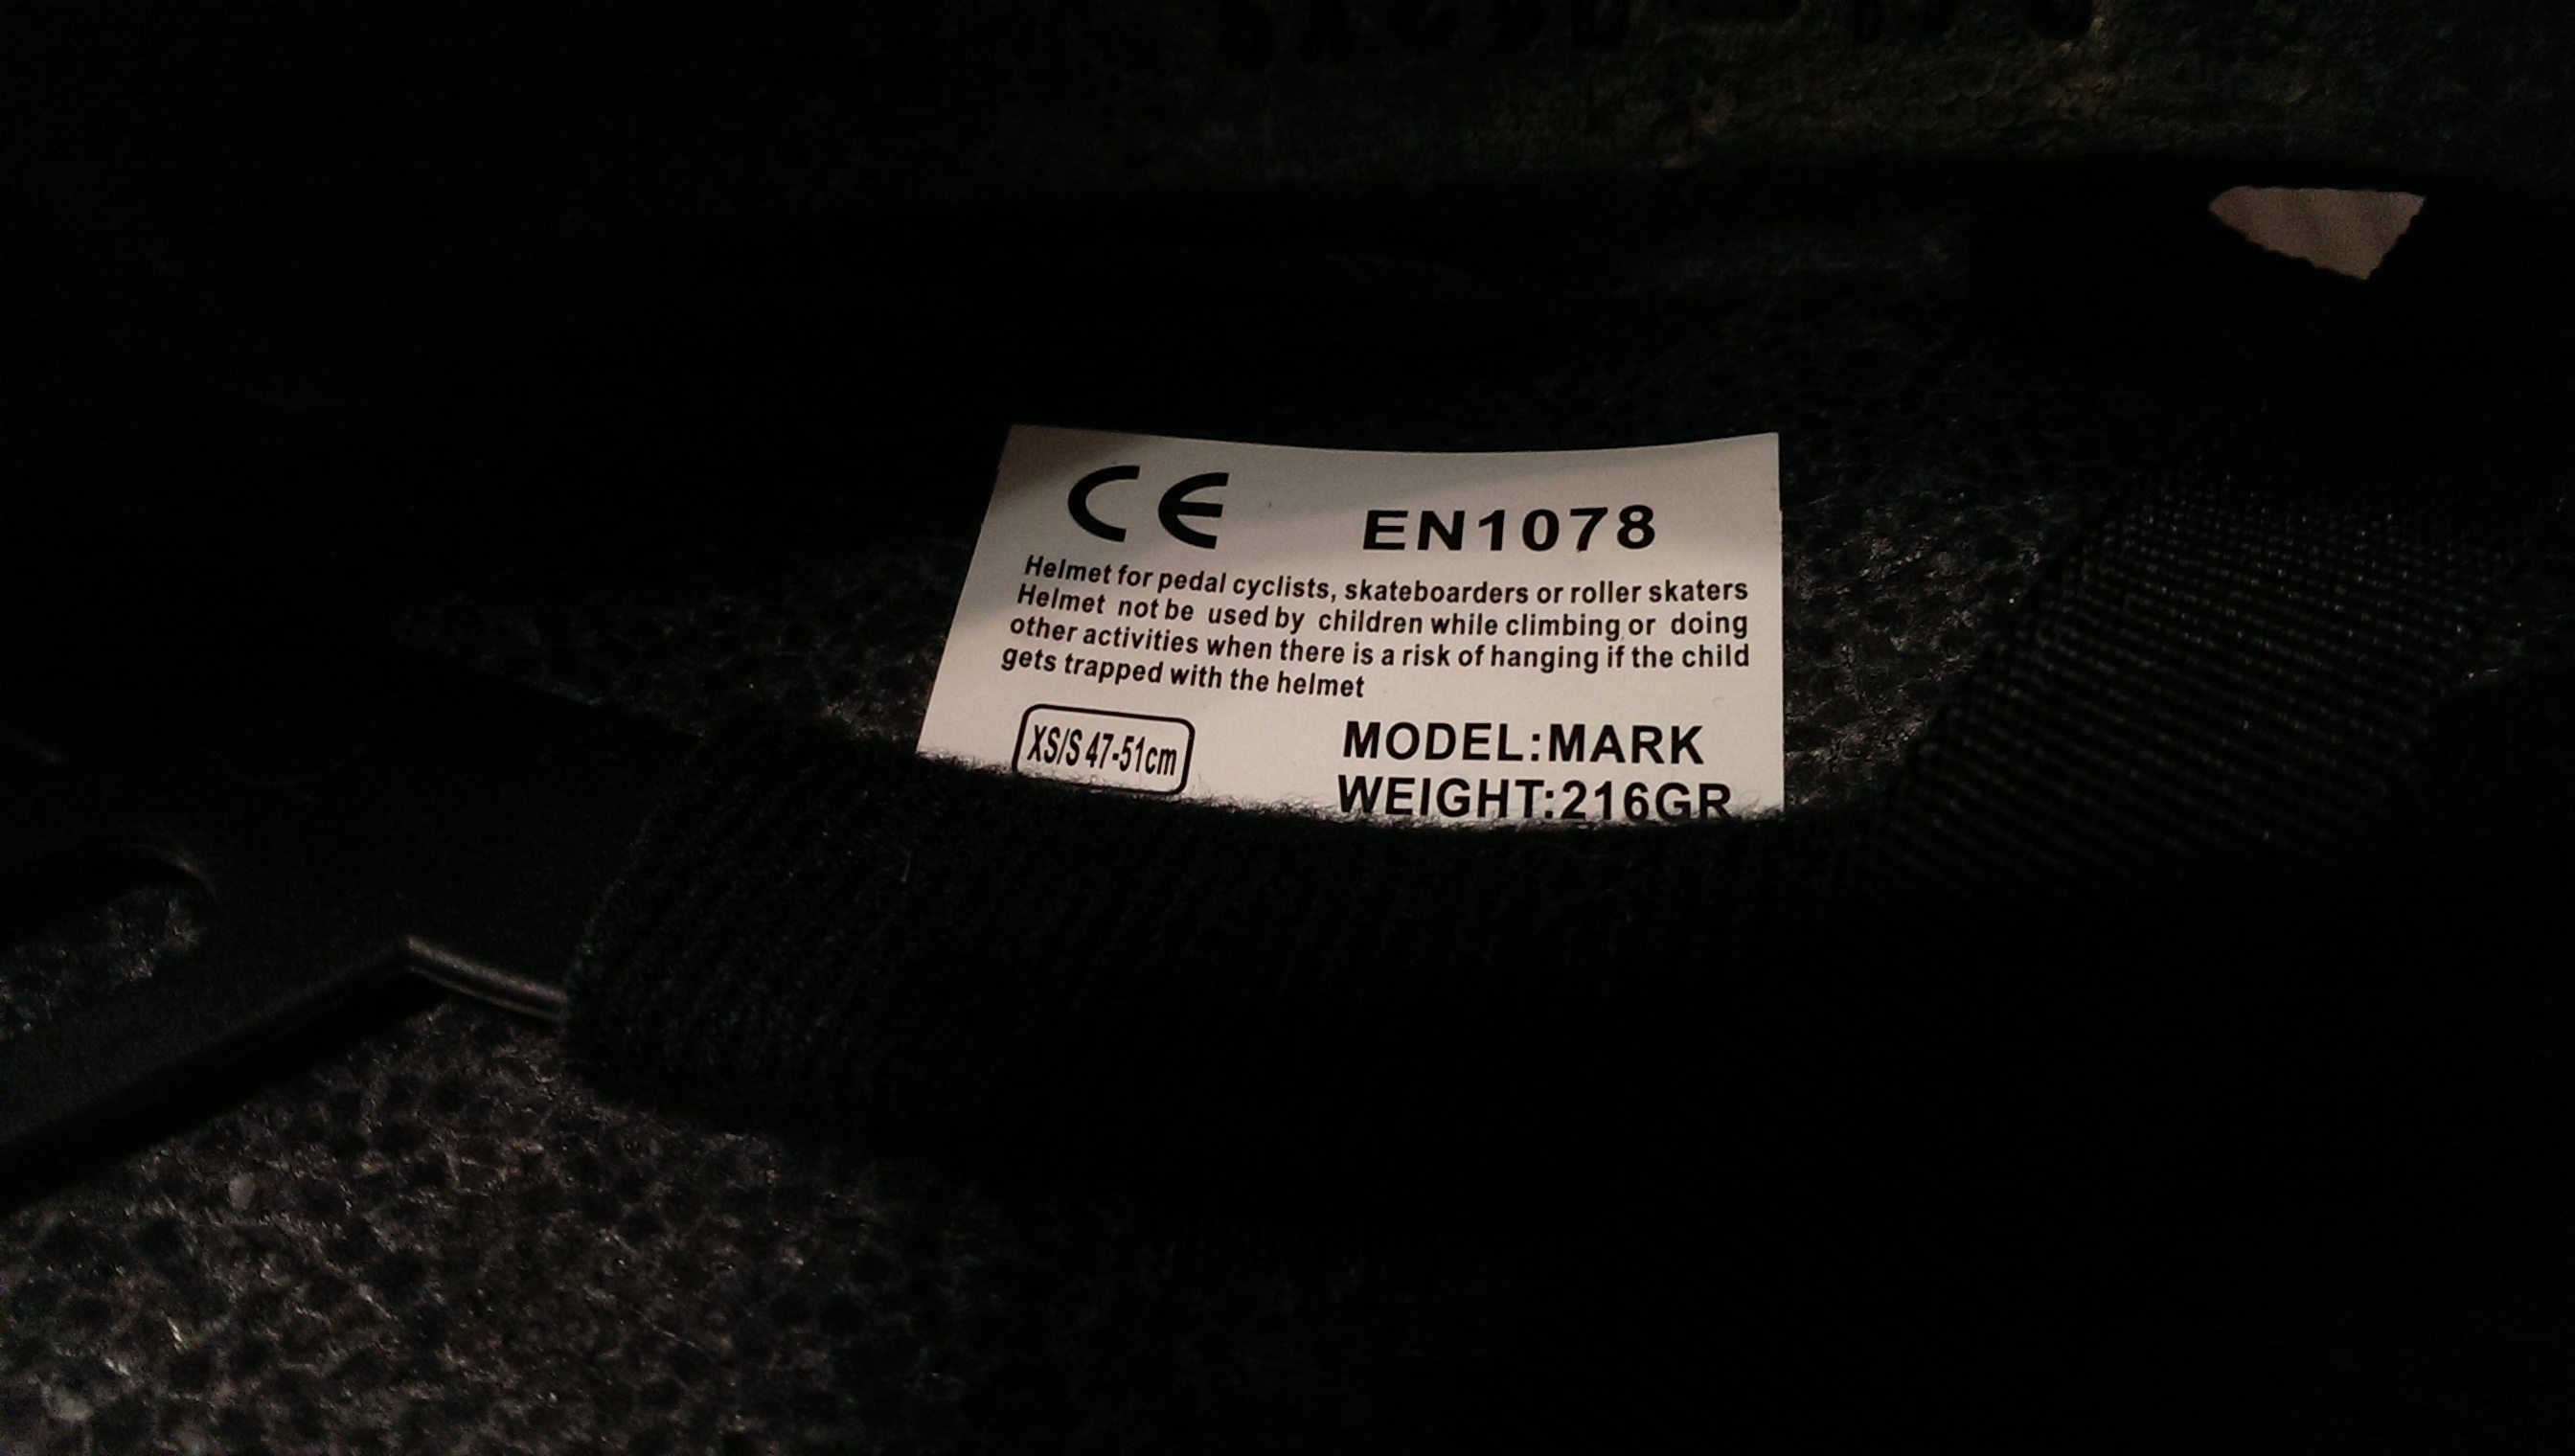 CE EN1078
Helmet for pedal cyclists, skateboarders or roller skaters
Helmet not be used by children while climbing or doing
other activities when there is a risk of hanging if the child
gets trapped with the helmet
XS/S 47-51cm MODEL:MARK
WEIGHT:216GR